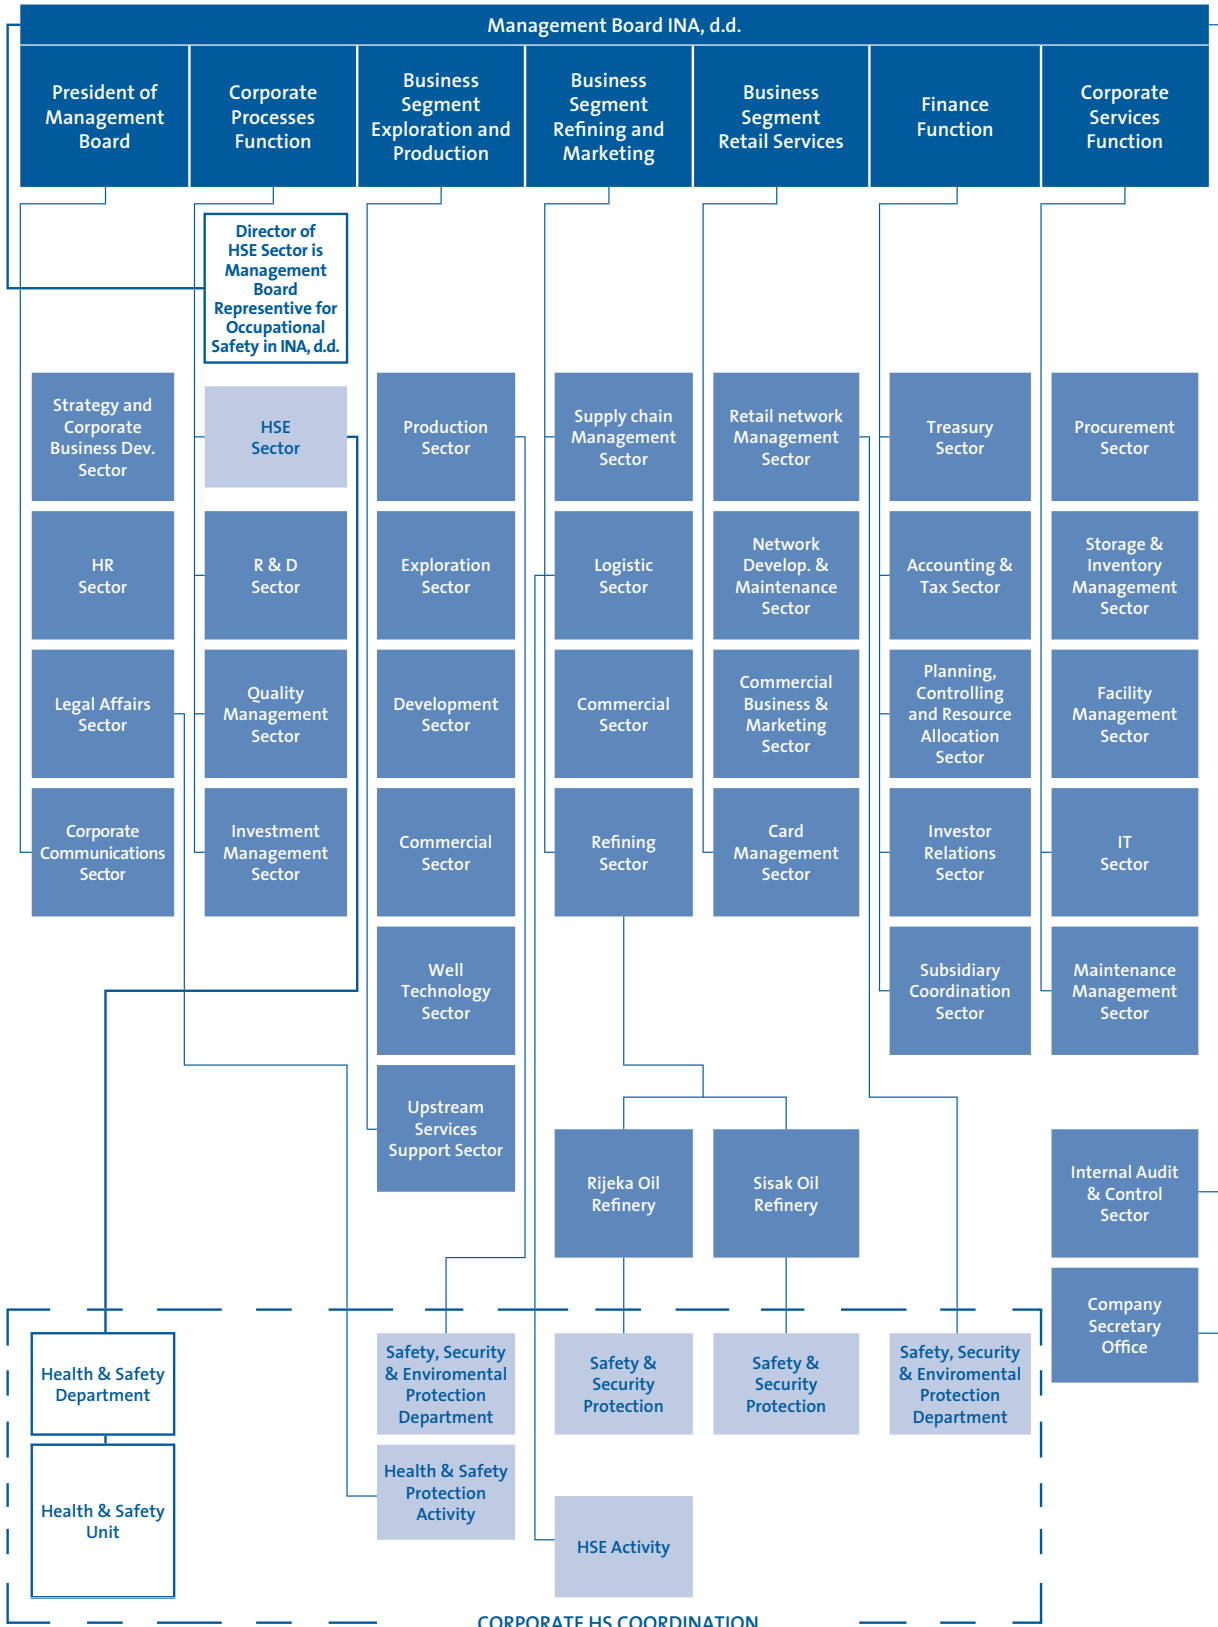 Management Board INA, d.d.
President of
Management
Board
Corporate
Processes
Function
Business
Segment
Exploration and
Production
Business
Segment
Refining and
Marketing
Business
Segment
Retail Services
Finance
Function
Corporate
Services
Function
Director of
HSE Sector is
Management
Board
Representive for
Occupational
Safety in INA, d.d.
Strategy and
Corporate
Business Dev.
Sector
HSE
Sector
Production
Sector
Supply chain
Management
Sector
Retail network
Management
Sector
Treasury
Sector
Procurement
Sector
HR
Sector
R & D
Sector
Exploration
Sector
Logistic
Sector
Network
Develop. &
Maintenance
Sector
Accounting &
Tax Sector
Storage &
Inventory
Management
Sector
Legal Affairs
Sector
Quality
Management
Sector
Development
Sector
Commercial
Sector
Commercial
Business &
Marketing
Sector
Planning,
Controlling
and Resource
Allocation
Sector
Facility
Management
Sector
Corporate
Communications
Sector
Investment
Management
Sector
Commercial
Sector
Refining
Sector
Card
Management
Sector
Investor
Relations
Sector
IT
Sector
Well
Technology
Sector
Subsidiary
Coordination
Sector
Maintenance
Management
Sector
Upstream
Services
Support Sector
Rijeka Oil
Refinery
Sisak Oil
Refinery
Internal Audit
& Control
Sector
Company
Secretary
Office
Health & Safety
Department
Safety, Security
& Enviromental
Protection
Department
Safety &
Security
Protection
Safety &
Security
Protection
Safety, Security
& Enviromental
Protection
Department
Health & Safety
Unit
Health & Safety
Protection
Activity
HSE Activity
CORPORATE HS COORDINATION